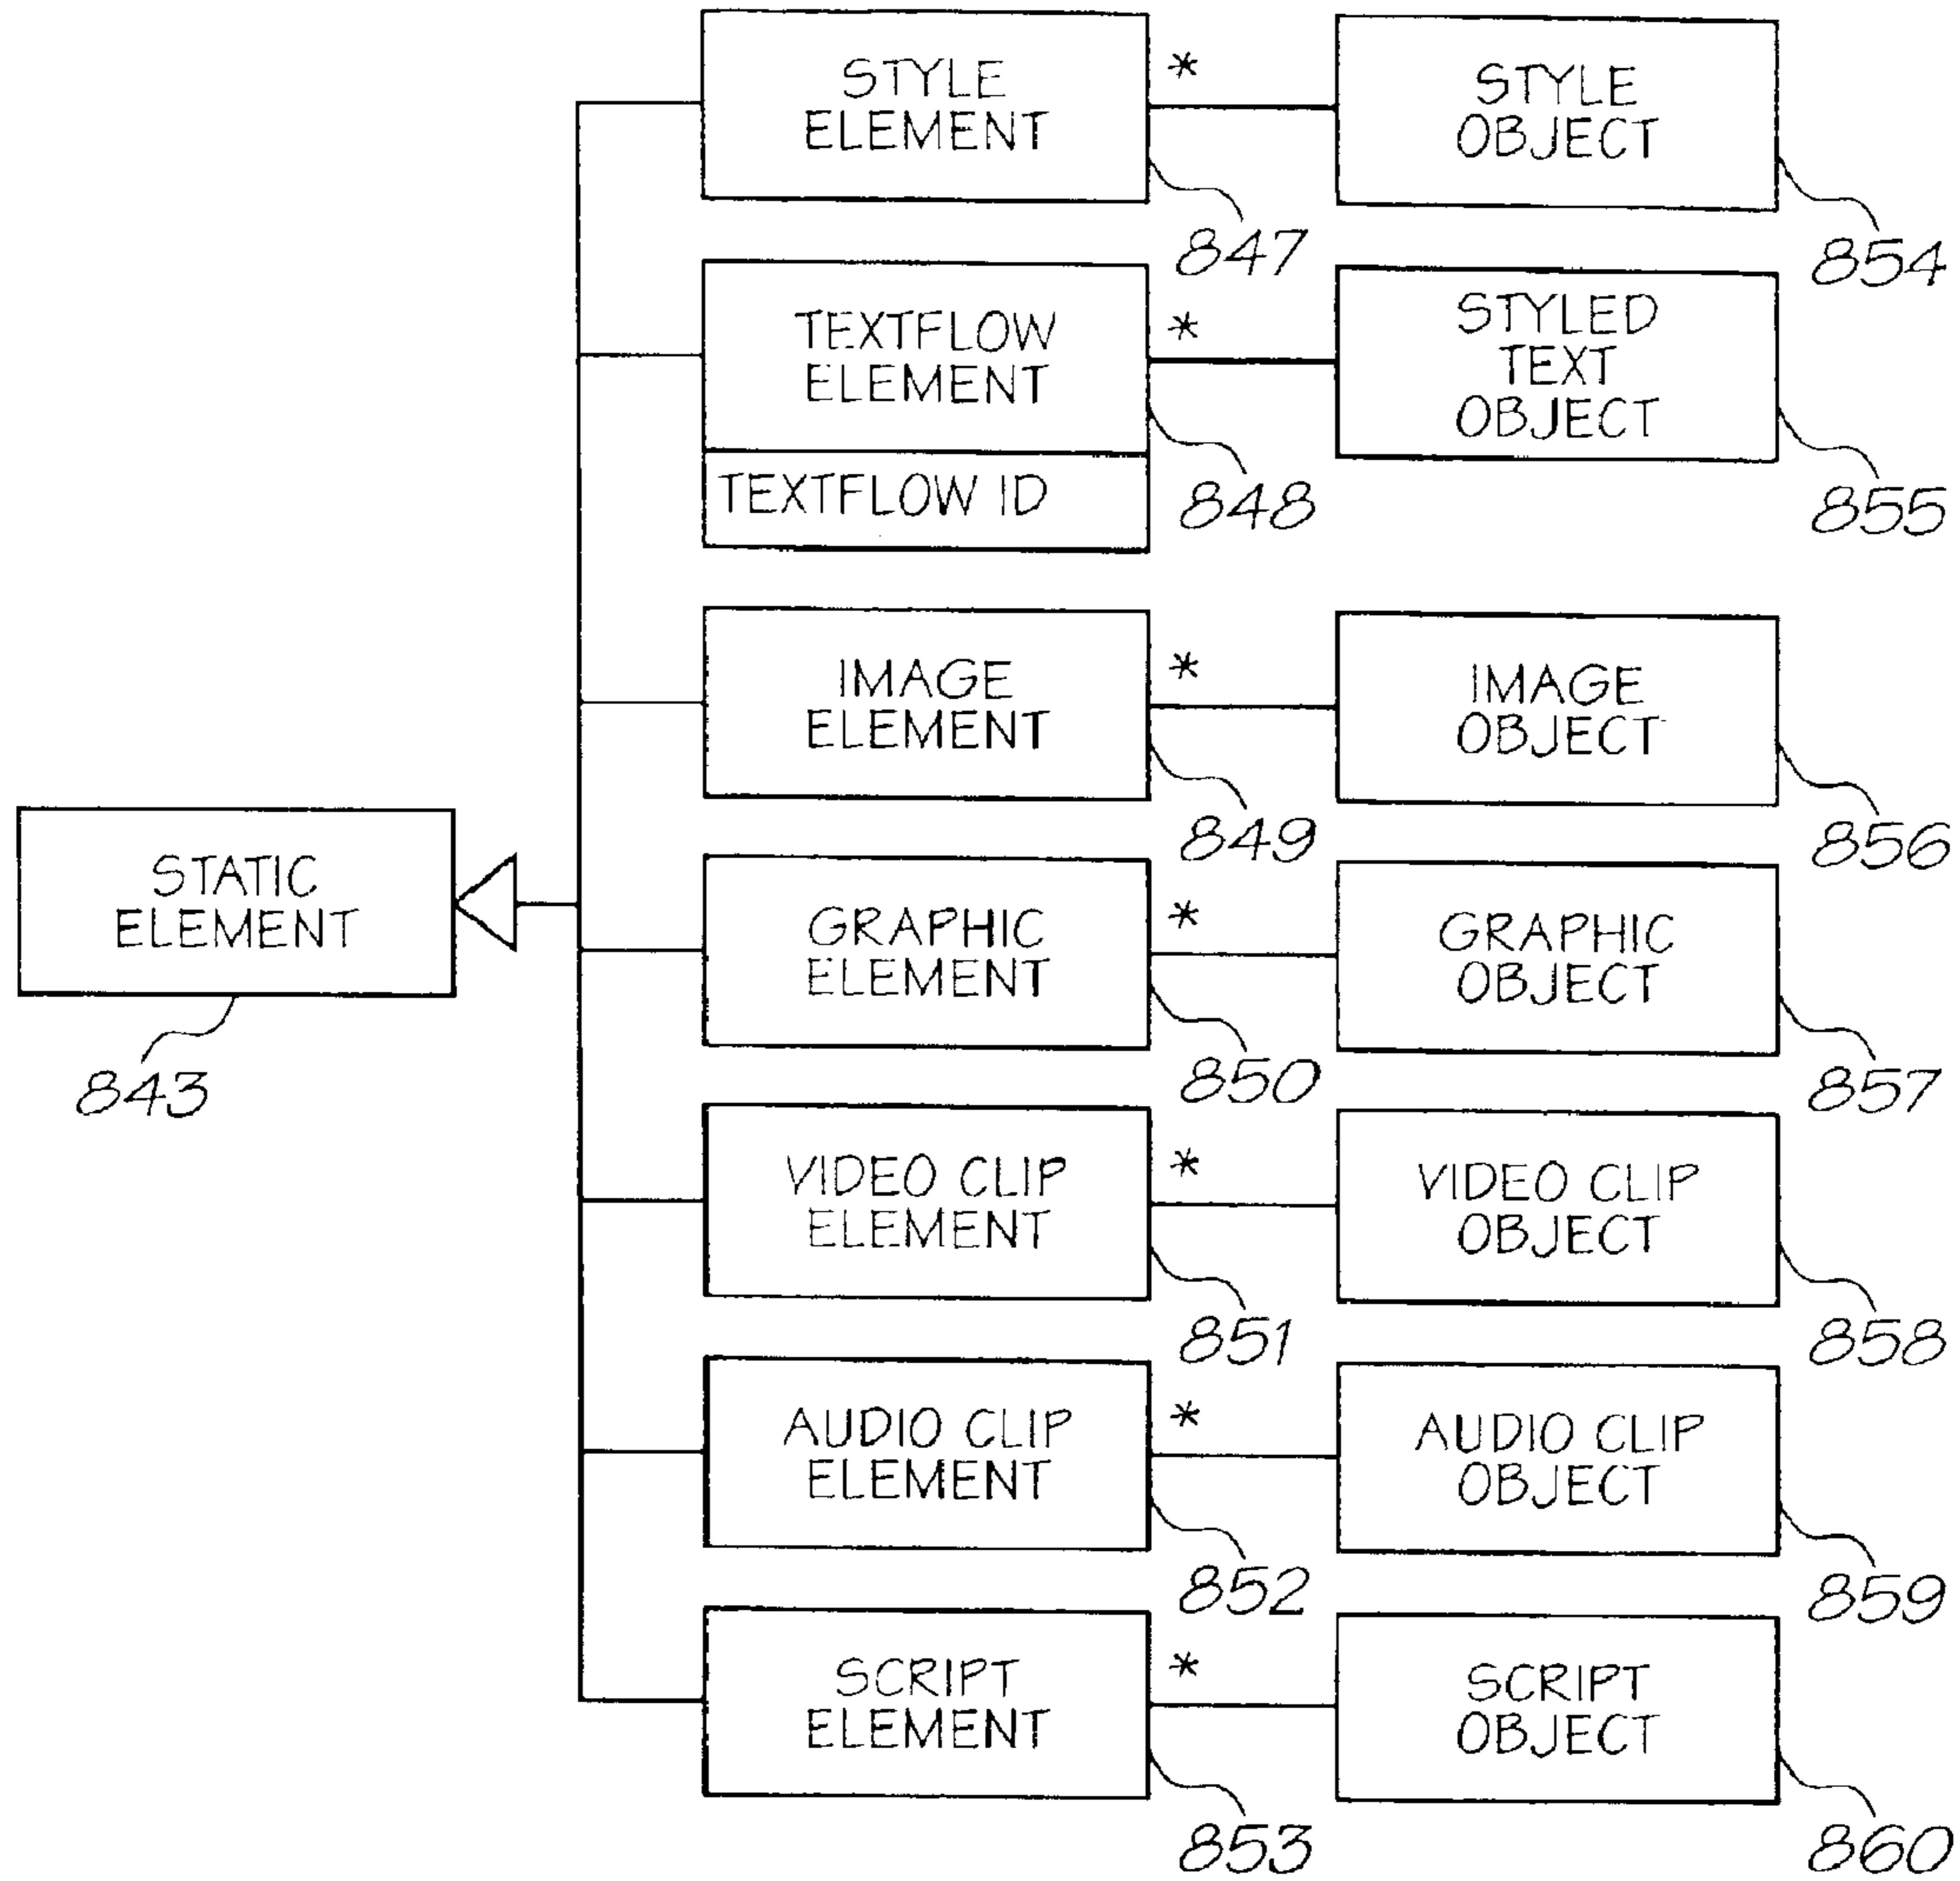 STYLE
ELEMENT
*
STYLE
OBJECT
847
854
TEXTFLOW
ELEMENT
*
STYLED
TEXT
OBJECT
TEXTFLOW ID
848
855
IMAGE
ELEMENT
*
IMAGE
OBJECT
849
856
STATIC
ELEMENT
843
GRAPHIC
ELEMENT
*
GRAPHIC
OBJECT
850
857
VIDEO CLIP
ELEMENT
*
VIDEO CLIP
OBJECT
851
858
AUDIO CLIP
ELEMENT
*
AUDIO CLIP
OBJECT
852
859
SCRIPT
ELEMENT
*
SCRIPT
OBJECT
853
860